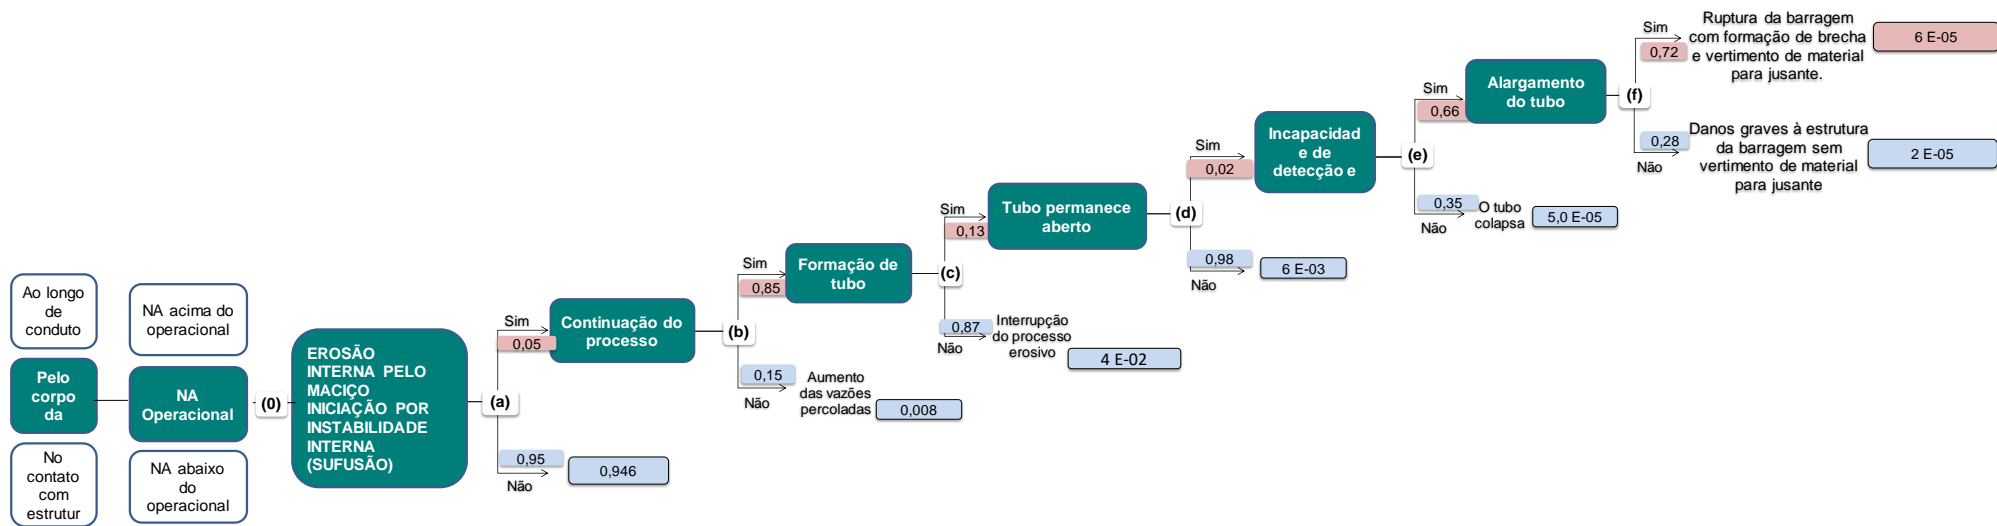 Ao longo
de
conduto
Pelo
corpo
da
No
contato
com
estrutur
NA acima do
operacional
NA
Operacional
NA abaixo
do
operacional
(0)
EROSÃO
INTERNA PELO
MACIÇO
INICIAÇÃO POR
INSTABILIDADE
INTERNA
(SUFUSÃO)
(a)
Sim
0,05
0,95
Não
0,946
Continuação do
processo
(b)
Sim
0,85
0,15
Não
Aumento
das vazões
percoladas
0,008
Formação de
tubo
(c)
Sim
0,13
0,87
Não
Interrupção
do processo
erosivo
4 E-02
Tubo permanece
aberto
(d)
Sim
0,02
0,98
Não
6 E-03
Incapacidad
e de
detecção e
(e)
Sim
0,66
0,35
Não
O tubo
colapsa
5,0 E-05
Alargamento
do tubo
(f)
Sim
0,72
Ruptura da barragem
com formação de brecha
e vertimento de material
para jusante.
6 E-05
0,28
Não
Danos graves à estrutura
da barragem sem
vertimento de material
para jusante
2 E-05